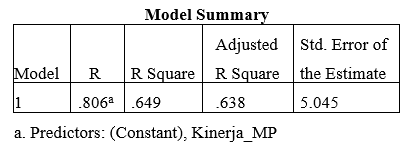 Model Summary
Model R R Square Adjusted R Square Std. Error of the Estimate
1 .806ᵃ .649 .638 5.045
a. Predictors: (Constant), Kinerja_MP